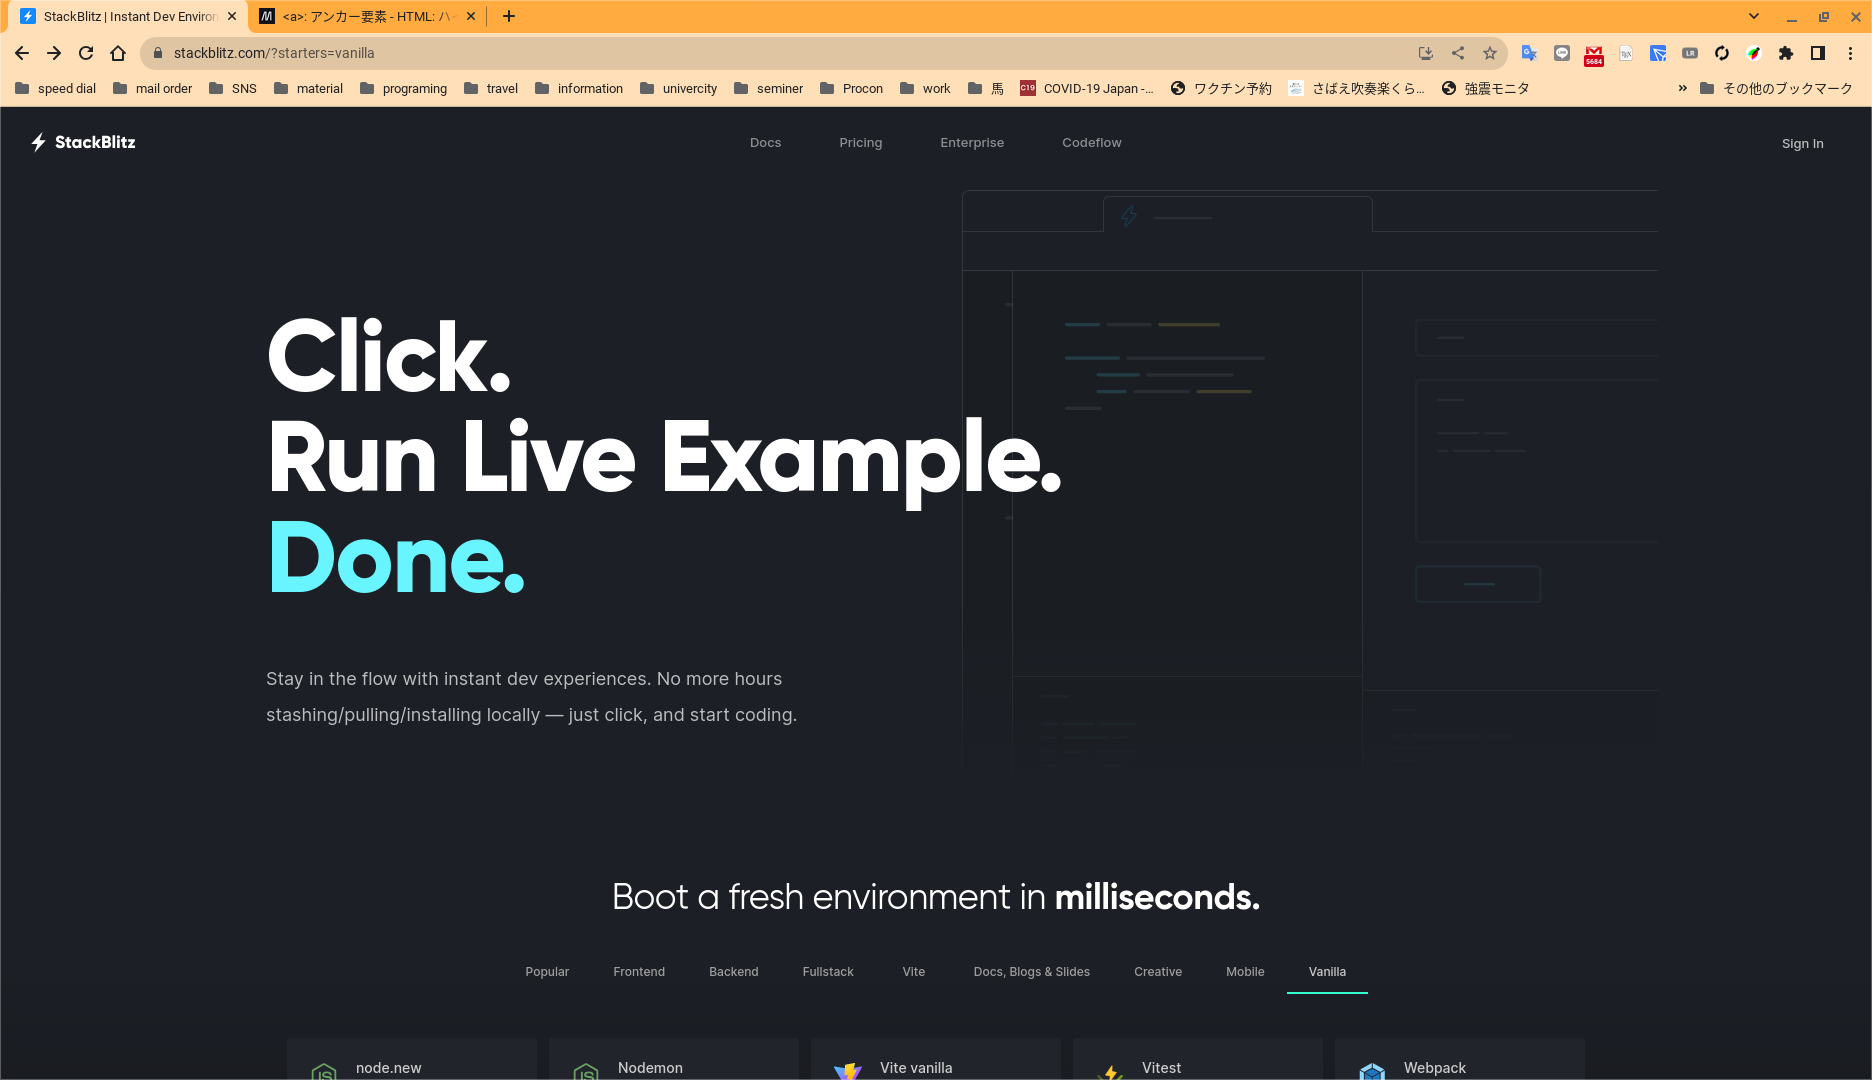 StackBlitz | Instant Dev Environ
<a>: アンカー要素 - HTML: ハイ
stackblitz.com/?starters=vanilla
5684
LR
speed dial
mail order
SNS
material
programing
travel
information
univercity
seminer
Procon
work
馬
C19
COVID-19 Japan -...
ワクチン予約
さばえ吹奏楽くら...
強震モニタ
»
その他のブックマーク
StackBlitz
Docs
Pricing
Enterprise
Codeflow
Sign In
Click.
Run Live Example.
Done.
Stay in the flow with instant dev experiences. No more hours
stashing/pulling/installing locally — just click, and start coding.
Boot a fresh environment in milliseconds.
Popular
Frontend
Backend
Fullstack
Vite
Docs, Blogs & Slides
Creative
Mobile
Vanilla
node.new
Nodemon
Vite vanilla
Vitest
Webpack